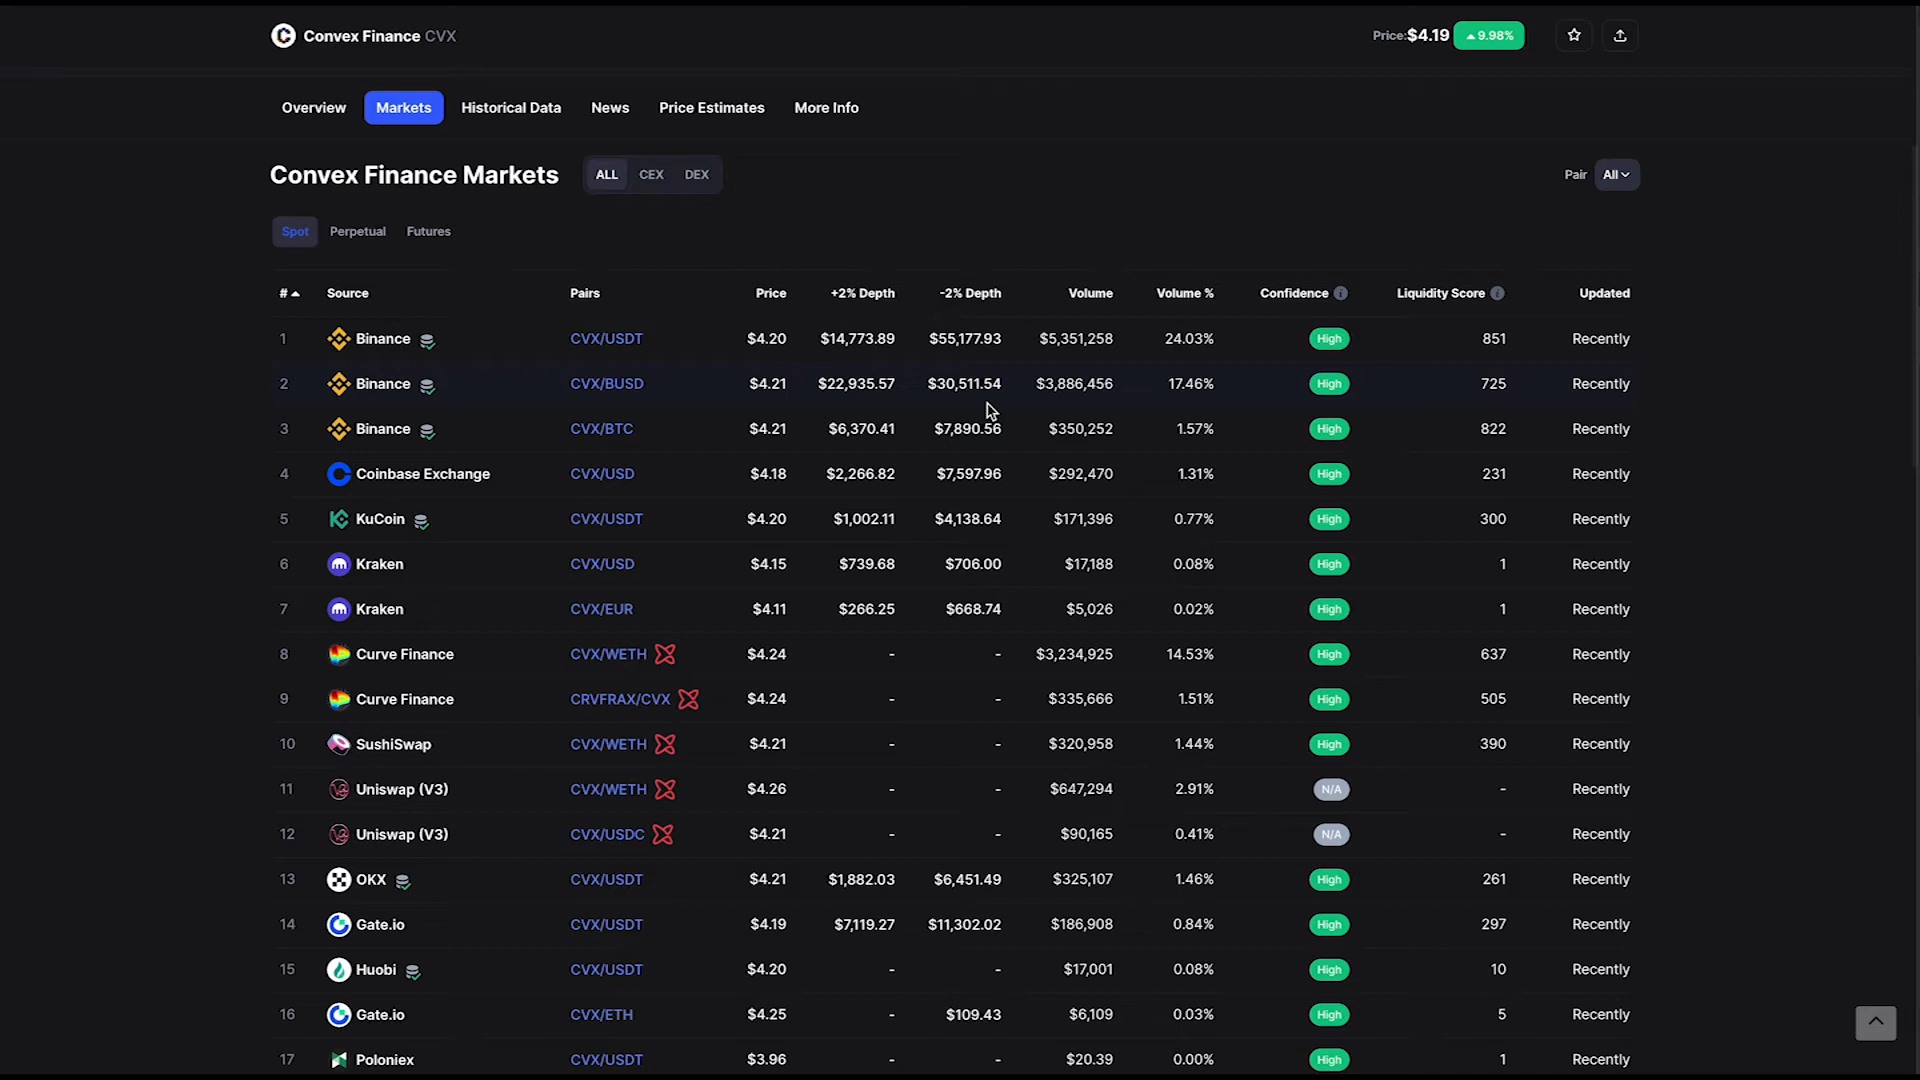 Convex Finance CVX Price:$4.19 9.98%
Overview Markets Historical Data News Price Estimates More Info
Convex Finance Markets ALL CEX DEX Pair All
Spot Perpetual Futures
# Source Pairs Price +2% Depth -2% Depth Volume Volume % Confidence Liquidity Score Updated
1 Binance CVX/USDT $4.20 $14,773.89 $55,177.93 $5,351,258 24.03% High 851 Recently
2 Binance CVX/BUSD $4.21 $22,935.57 $30,511.54 $3,886,456 17.46% High 725 Recently
3 Binance CVX/BTC $4.21 $6,370.41 $7,890.56 $350,252 1.57% High 822 Recently
4 Coinbase Exchange CVX/USD $4.18 $2,266.82 $7,597.96 $292,470 1.31% High 231 Recently
5 KuCoin CVX/USDT $4.20 $1,002.11 $4,138.64 $171,396 0.77% High 300 Recently
6 Kraken CVX/USD $4.15 $739.68 $706.00 $17,188 0.08% High 1 Recently
7 Kraken CVX/EUR $4.11 $266.25 $668.74 $5,026 0.02% High 1 Recently
8 Curve Finance CVX/WETH $4.24 - - $3,234,925 14.53% High 637 Recently
9 Curve Finance CRVFRAX/CVX $4.24 - - $335,666 1.51% High 505 Recently
10 SushiSwap CVX/WETH $4.21 - - $320,958 1.44% High 390 Recently
11 Uniswap (V3) CVX/WETH $4.26 - - $647,294 2.91% N/A - Recently
12 Uniswap (V3) CVX/USDC $4.21 - - $90,165 0.41% N/A - Recently
13 OKX CVX/USDT $4.21 $1,882.03 $6,451.49 $325,107 1.46% High 261 Recently
14 Gate.io CVX/USDT $4.19 $7,119.27 $11,302.02 $186,908 0.84% High 297 Recently
15 Huobi CVX/USDT $4.20 - - $17,001 0.08% High 10 Recently
16 Gate.io CVX/ETH $4.25 - $109.43 $6,109 0.03% High 5 Recently
17 Poloniex CVX/USDT $3.96 - - $20.39 0.00% High 1 Recently